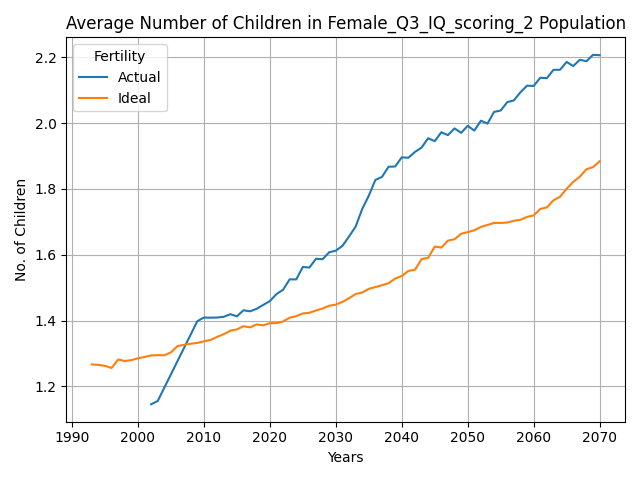 Average Number of Children in Female_Q3_IQ_scoring_2 Population
Fertility
Actual
Ideal
No. of Children
2.2
2.0
1.8
1.6
1.4
1.2
1990 2000 2010 2020 2030 2040 2050 2060 2070
Years